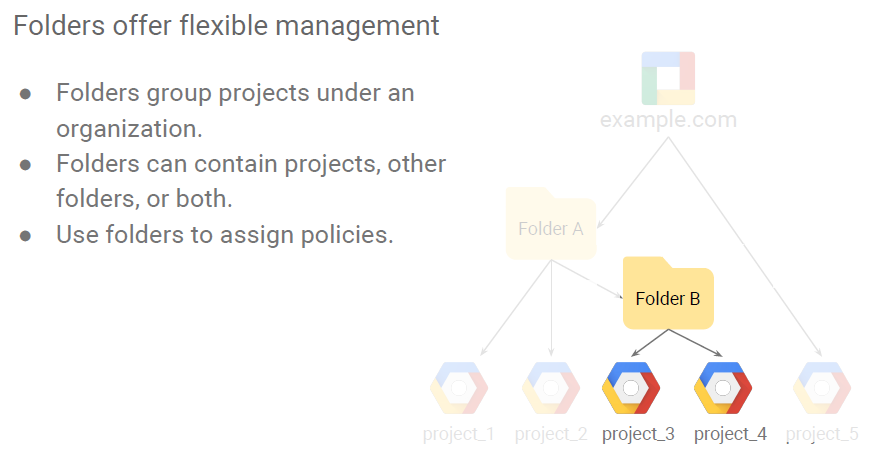 Folders offer flexible management
● Folders group projects under an
organization.
● Folders can contain projects, other
folders, or both.
● Use folders to assign policies.
example.com
Folder A
Folder B
project_1
project_2
project_3
project_4
project_5